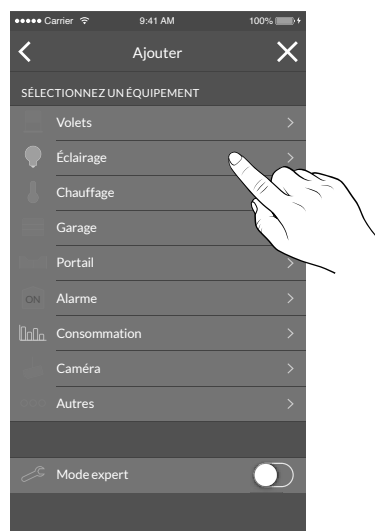 Carrier 9:41 AM 100%
Ajouter
SÉLECTIONNEZ UN ÉQUIPEMENT
Volets
Éclairage
Chauffage
Garage
Portail
ON Alarme
Consommation
Caméra
Autres
Mode expert